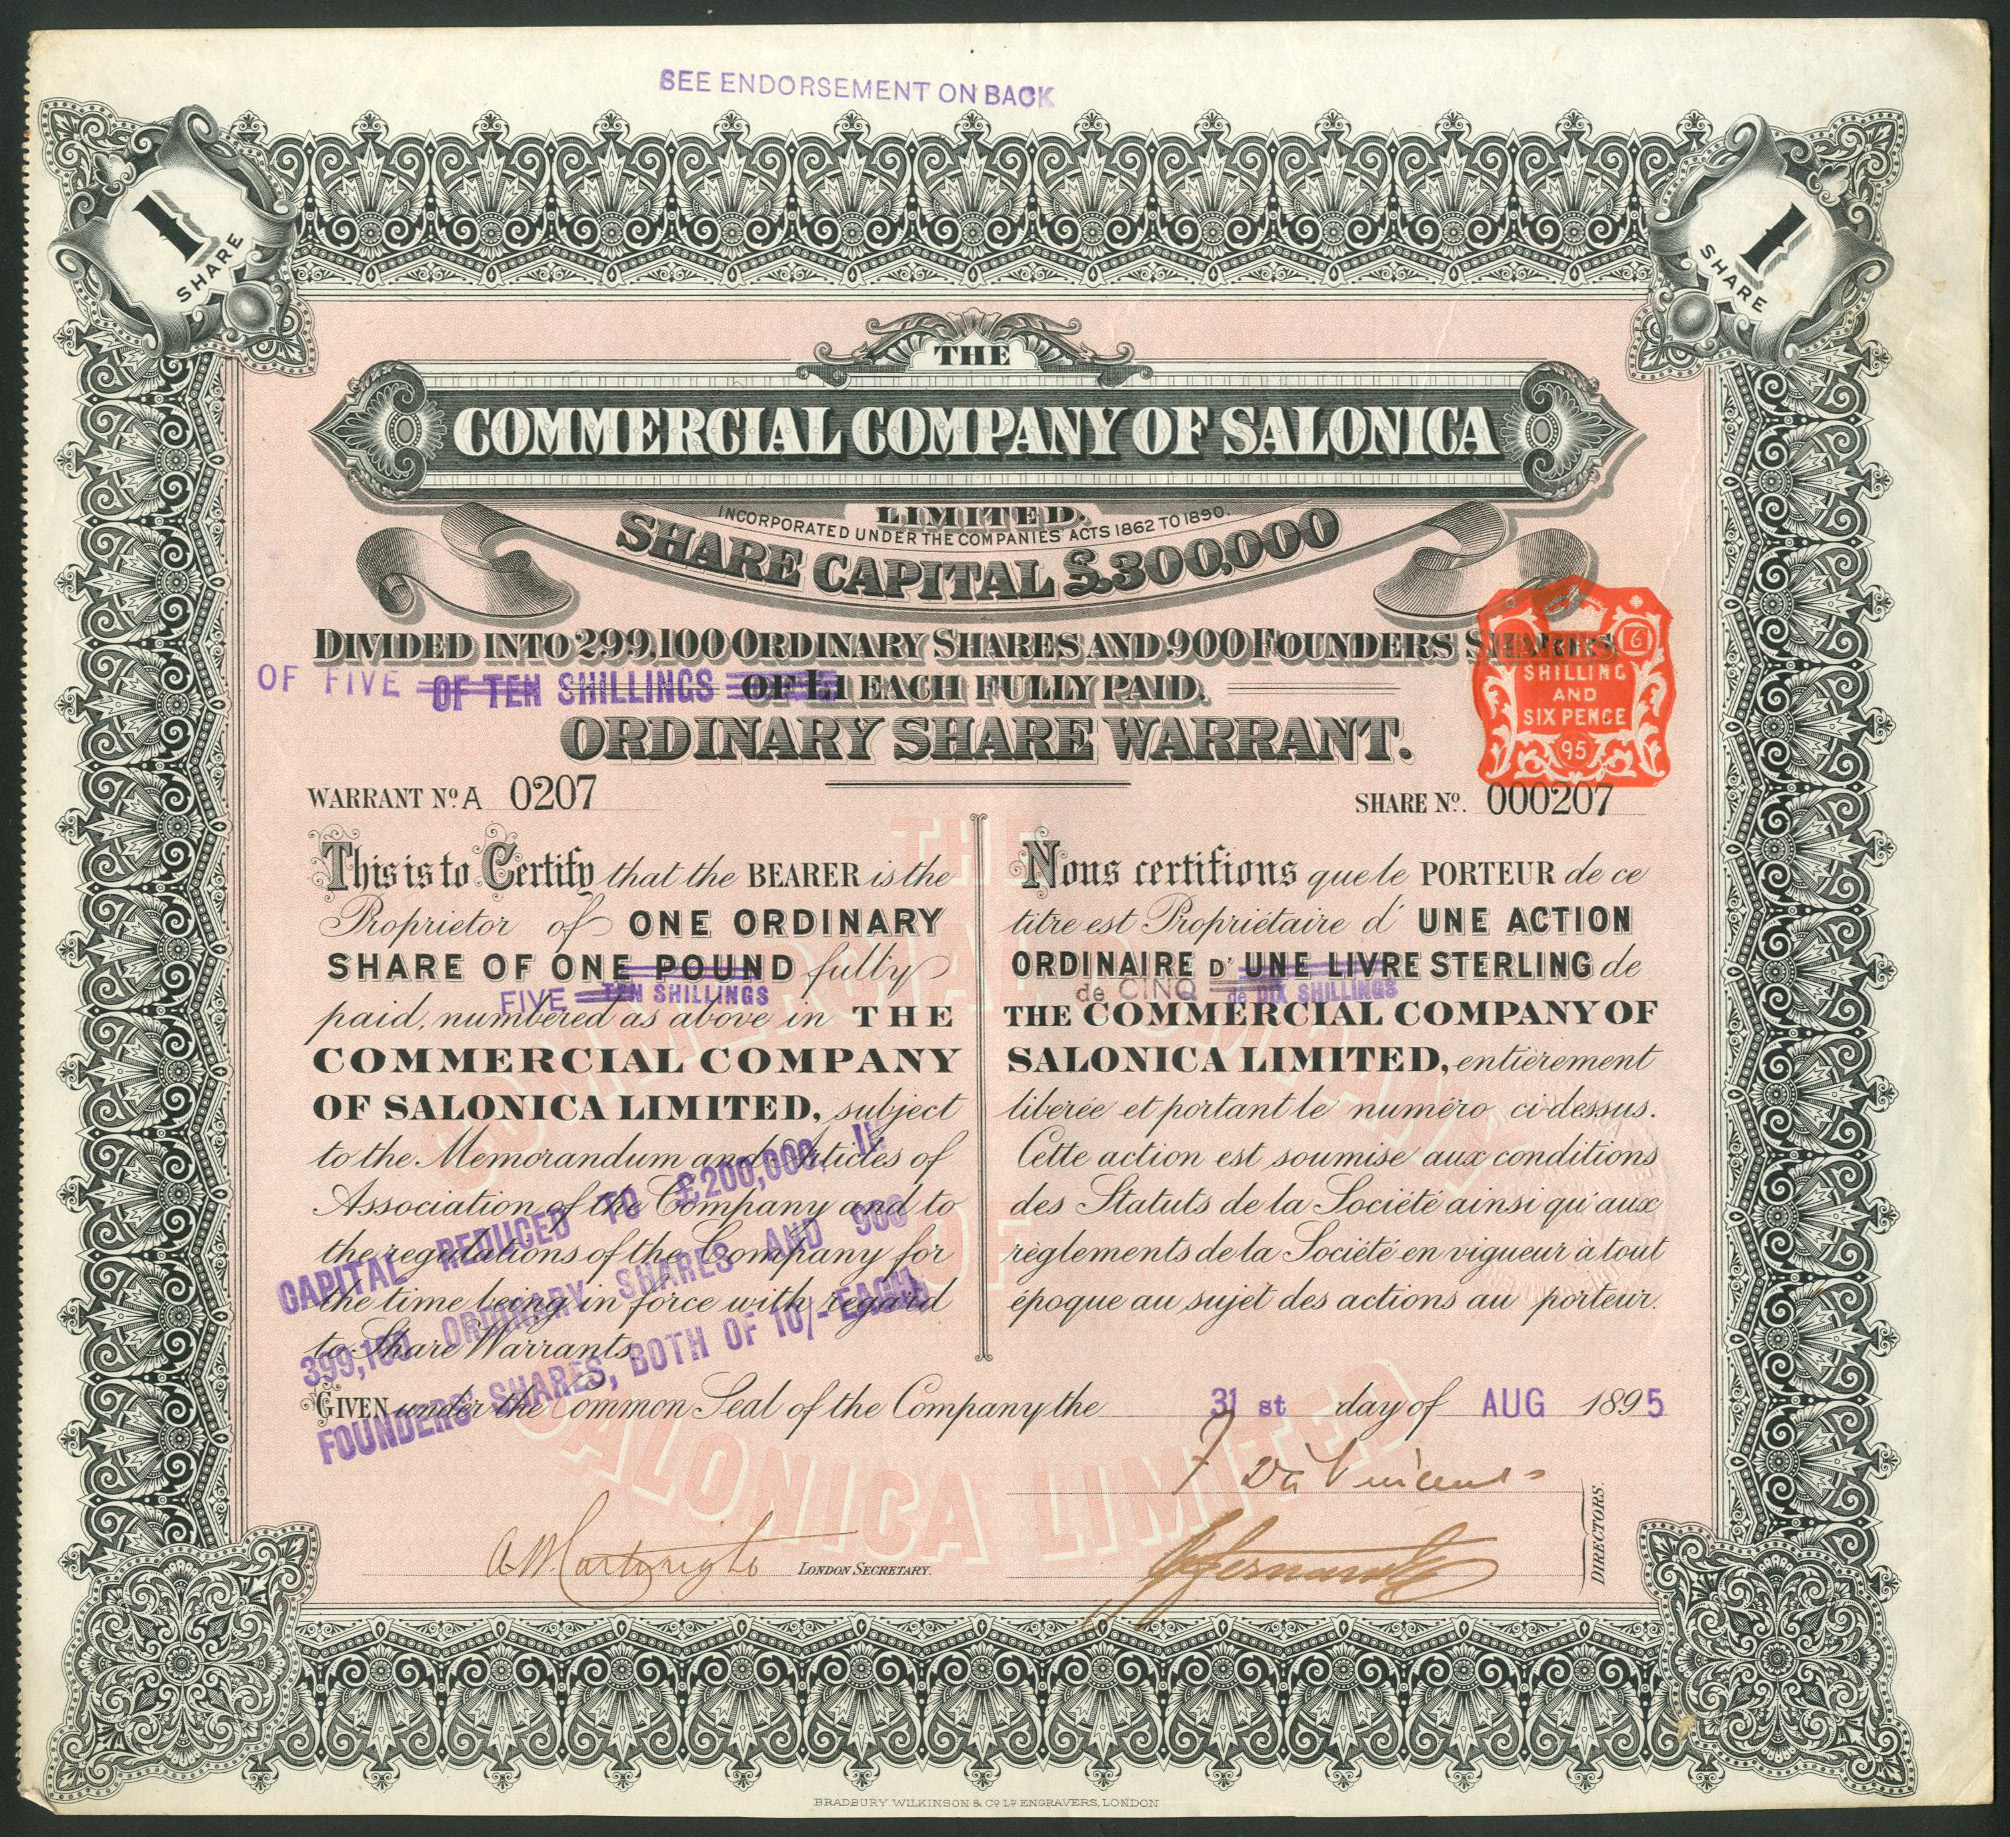 SEE ENDORSEMENT ON BACK
1 SHARE
1 SHARE
THE
COMMERCIAL COMPANY OF SALONICA
LIMITED.
INCORPORATED UNDER THE COMPANIES' ACTS 1862 TO 1890.
SHARE CAPITAL £300,000
DIVIDED INTO 299,100 ORDINARY SHARES AND 900 FOUNDERS SHARES
OF FIVE OF TEN SHILLINGS OF £1 EACH FULLY PAID.
SHILLING
AND
SIX PENCE
95
6
ORDINARY SHARE WARRANT.
WARRANT Nº A 0207
SHARE Nº. 000207
This is to Certify that the BEARER is the
Proprietor of ONE ORDINARY
SHARE OF ONE POUND fully
FIVE TEN SHILLINGS
paid, numbered as above in THE
COMMERCIAL COMPANY
OF SALONICA LIMITED, subject
to the Memorandum and Articles of
Association of the Company and to
the regulations of the Company for
the time being in force with regard
to Share Warrants.
CAPITAL REDUCED TO £200,000 IN
399,100 ORDINARY SHARES AND 900
FOUNDERS' SHARES, BOTH OF 10/- EACH
Nous certifions que le PORTEUR de ce
titre est Propriétaire d' UNE ACTION
ORDINAIRE D' UNE LIVRE STERLING de
de CINQ de DIX SHILLINGS
THE COMMERCIAL COMPANY OF
SALONICA LIMITED, entièrement
libérée et portant le numéro ci-dessus.
Cette action est soumise aux conditions
des Statuts de la Société ainsi qu'aux
règlements de la Société en vigueur à tout
époque au sujet des actions au porteur.
THE
COMMERCIAL COMPANY
OF
SALONICA LIMITED
GIVEN under the Common Seal of the Company the 31st day of AUG 1895
A W Cartwright LONDON SECRETARY.
DIRECTORS.
BRADBURY, WILKINSON & Cº Lᴰ ENGRAVERS, LONDON